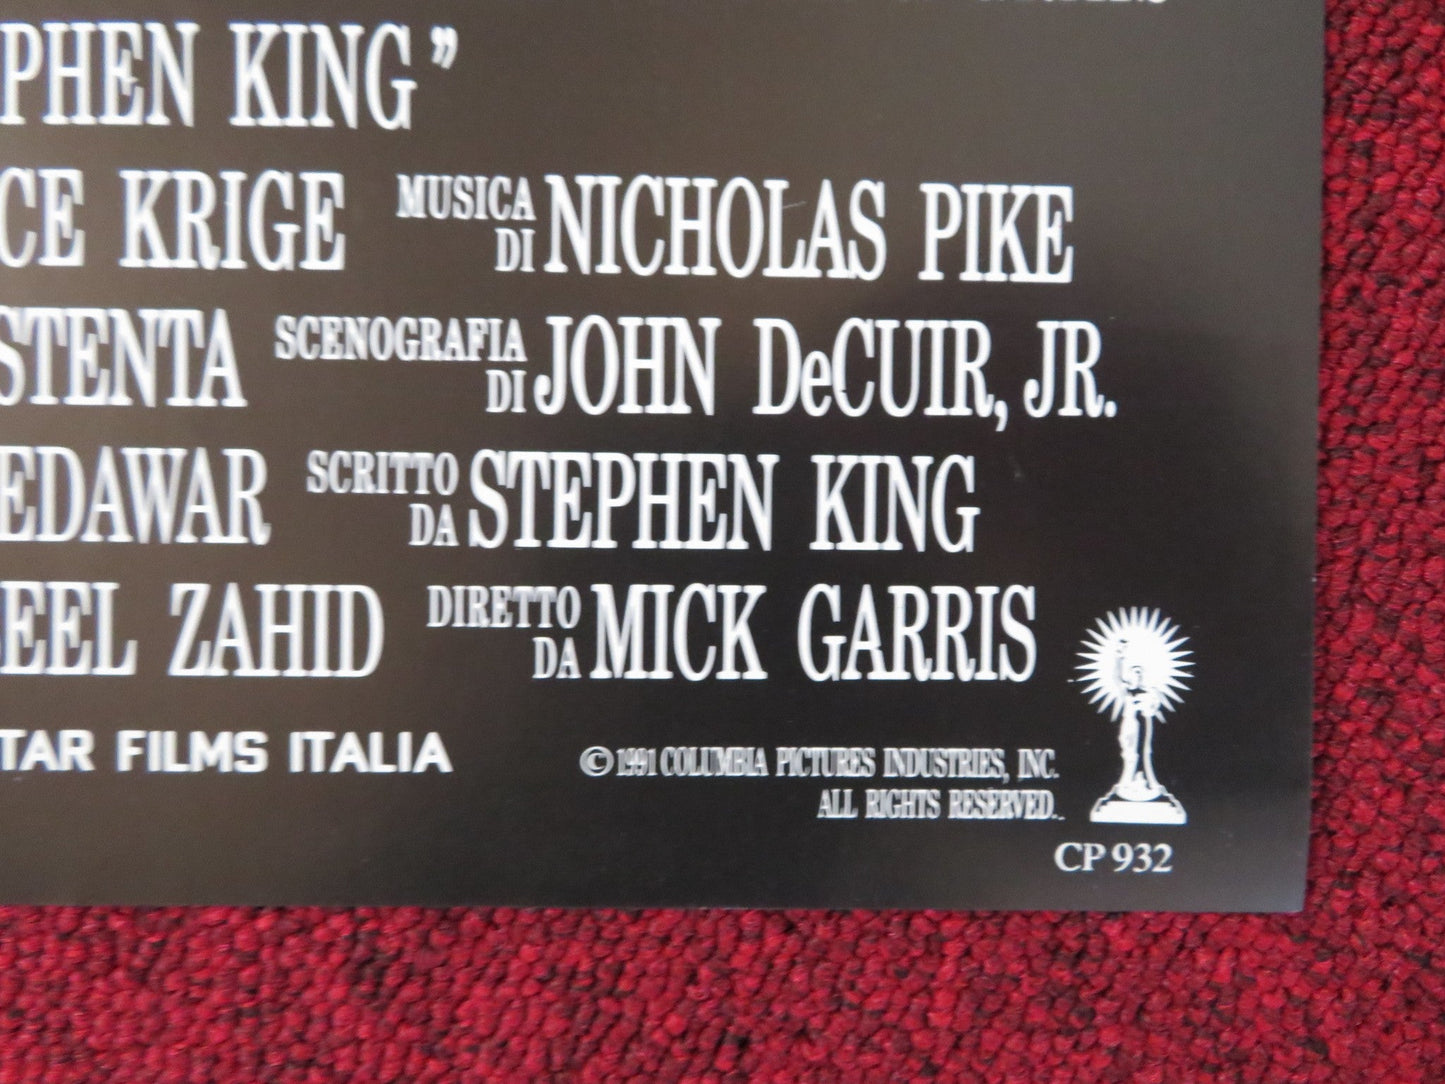 PHEN KING"
CE KRIGE MUSICA DI NICHOLAS PIKE
STENTA SCENOGRAFIA DI JOHN DeCUIR, JR.
EDAWAR SCRITTO DA STEPHEN KING
EEL ZAHID DIRETTO DA MICK GARRIS
TAR FILMS ITALIA
© 1991 COLUMBIA PICTURES INDUSTRIES, INC.
ALL RIGHTS RESERVED.
CP 932